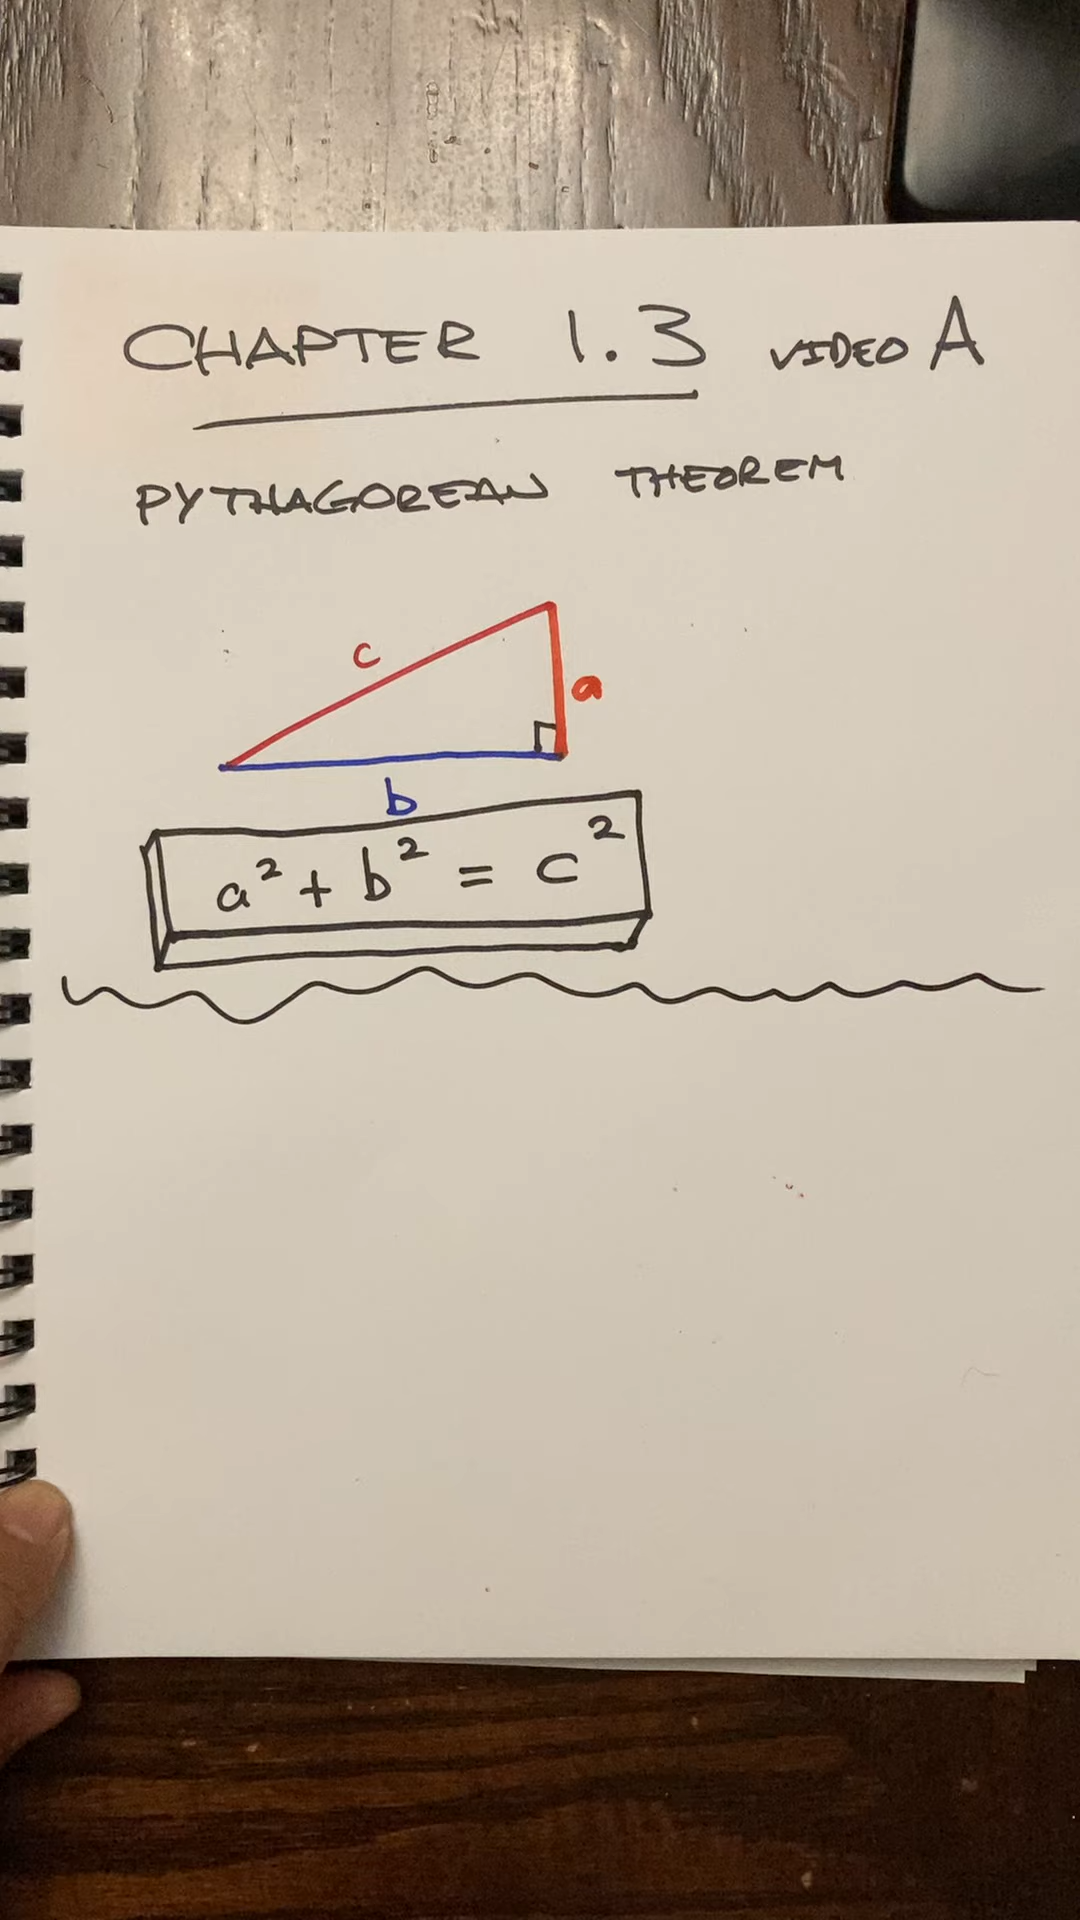 CHAPTER 1.3 VIDEO A
PYTHAGOREAN THEOREM
c
a
b
a² + b² = c²